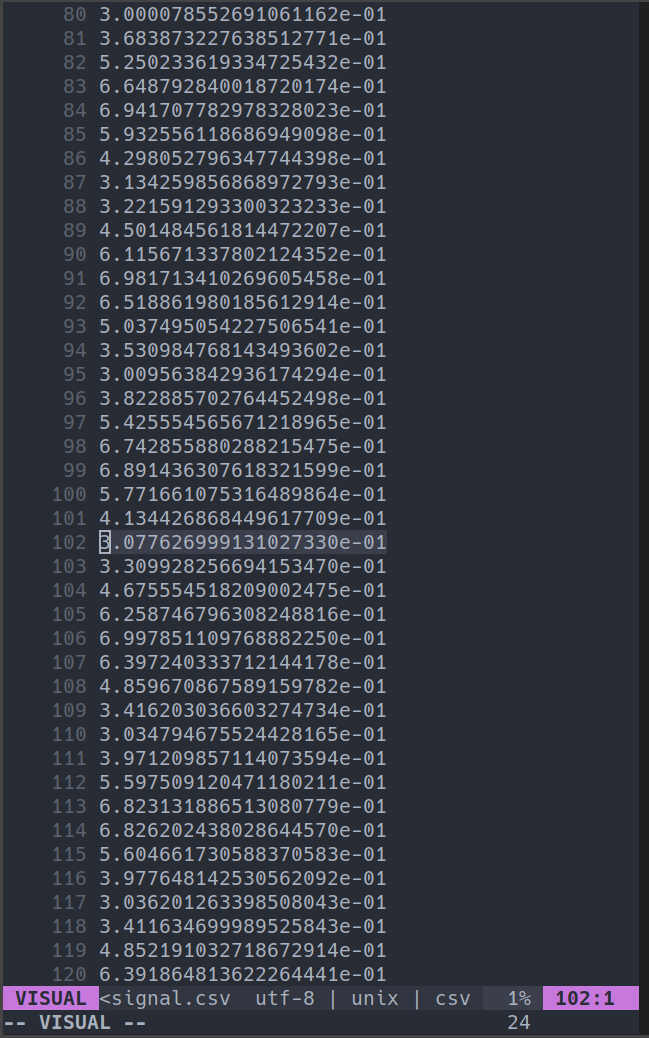 80 3.000078552691061162e-01
81 3.683873227638512771e-01
82 5.250233619334725432e-01
83 6.648792840018720174e-01
84 6.941707782978328023e-01
85 5.932556118686949098e-01
86 4.298052796347744398e-01
87 3.134259856868972793e-01
88 3.221591293300323233e-01
89 4.501484561814472207e-01
90 6.115671337802124352e-01
91 6.981713410269605458e-01
92 6.518861980185612914e-01
93 5.037495054227506541e-01
94 3.530984768143493602e-01
95 3.009563842936174294e-01
96 3.822885702764452498e-01
97 5.425554565671218965e-01
98 6.742855880288215475e-01
99 6.891436307618321599e-01
100 5.771661075316489864e-01
101 4.134426868449617709e-01
102 3.077626999131027330e-01
103 3.309928256694153470e-01
104 4.675554518209002475e-01
105 6.258746796308248816e-01
106 6.997851109768882250e-01
107 6.397240333712144178e-01
108 4.859670867589159782e-01
109 3.416203036603274734e-01
110 3.034794675524428165e-01
111 3.971209857114073594e-01
112 5.597509120471180211e-01
113 6.823131886513080779e-01
114 6.826202438028644570e-01
115 5.604661730588370583e-01
116 3.977648142530562092e-01
117 3.036201263398508043e-01
118 3.411634699989525843e-01
119 4.852191032718672914e-01
120 6.391864813622264441e-01
VISUAL <signal.csv utf-8 | unix | csv 1% 102:1
-- VISUAL -- 24